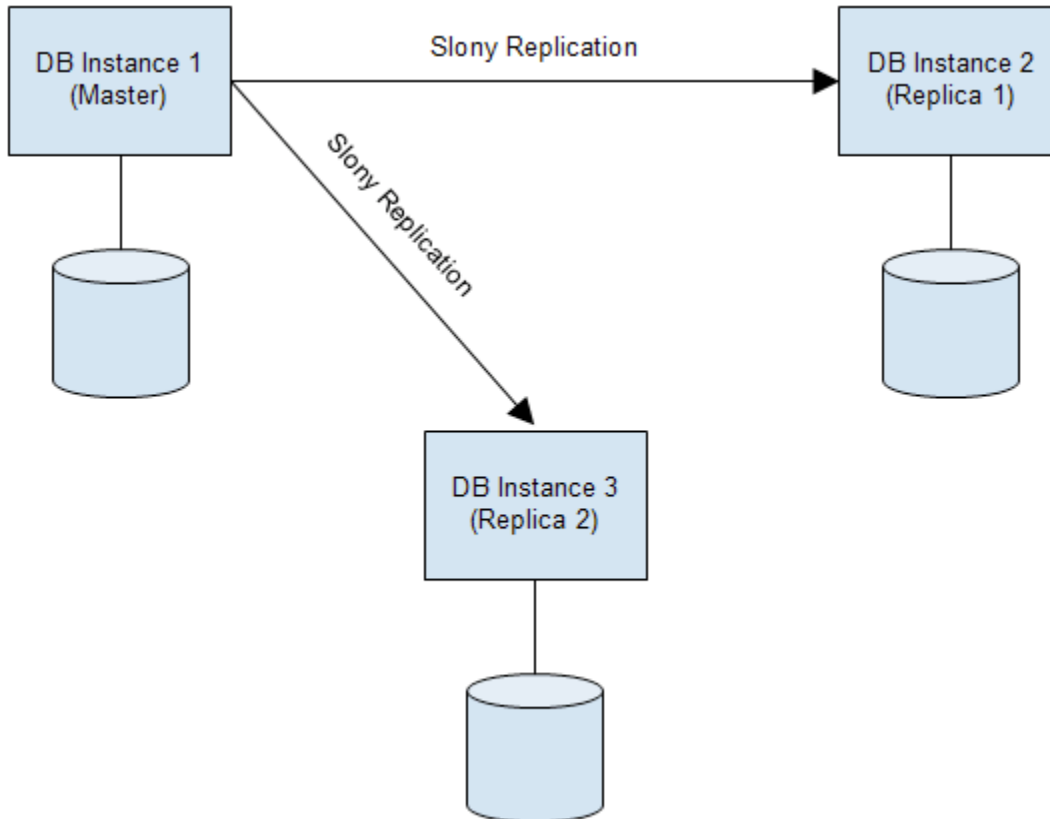 DB Instance 1
(Master)
Slony Replication
DB Instance 2
(Replica 1)
Slony Replication
DB Instance 3
(Replica 2)